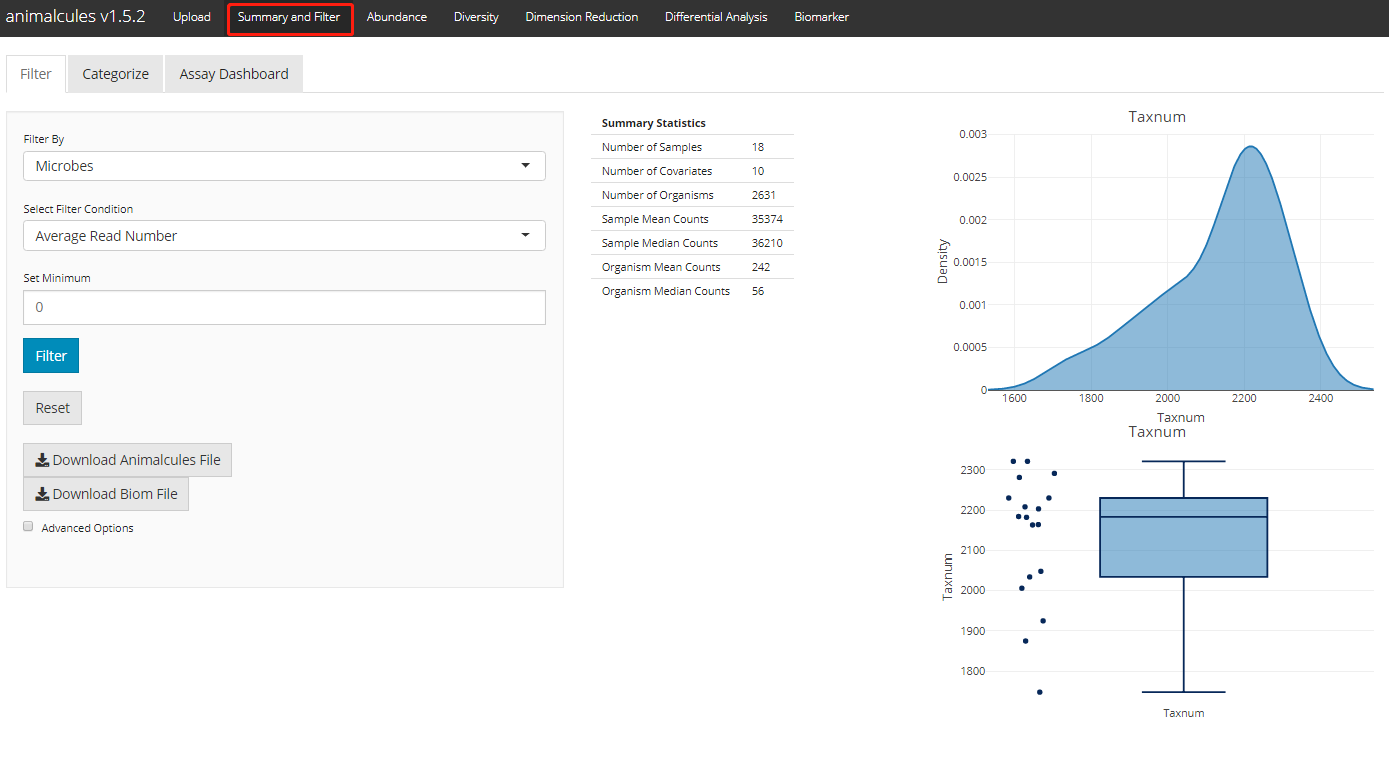 animalcules v1.5.2 Upload Summary and Filter Abundance Diversity Dimension Reduction Differential Analysis Biomarker
Filter Categorize Assay Dashboard
Filter By
Microbes
Select Filter Condition
Average Read Number
Set Minimum
0
Filter
Reset
Download Animalcules File
Download Biom File
Advanced Options
Summary Statistics
Number of Samples 18
Number of Covariates 10
Number of Organisms 2631
Sample Mean Counts 35374
Sample Median Counts 36210
Organism Mean Counts 242
Organism Median Counts 56
Taxnum
0.003
0.0025
0.002
0.0015
0.001
0.0005
0
Density
1600 1800 2000 2200 2400
Taxnum
Taxnum
2300
2200
2100
2000
1900
1800
Taxnum
Taxnum